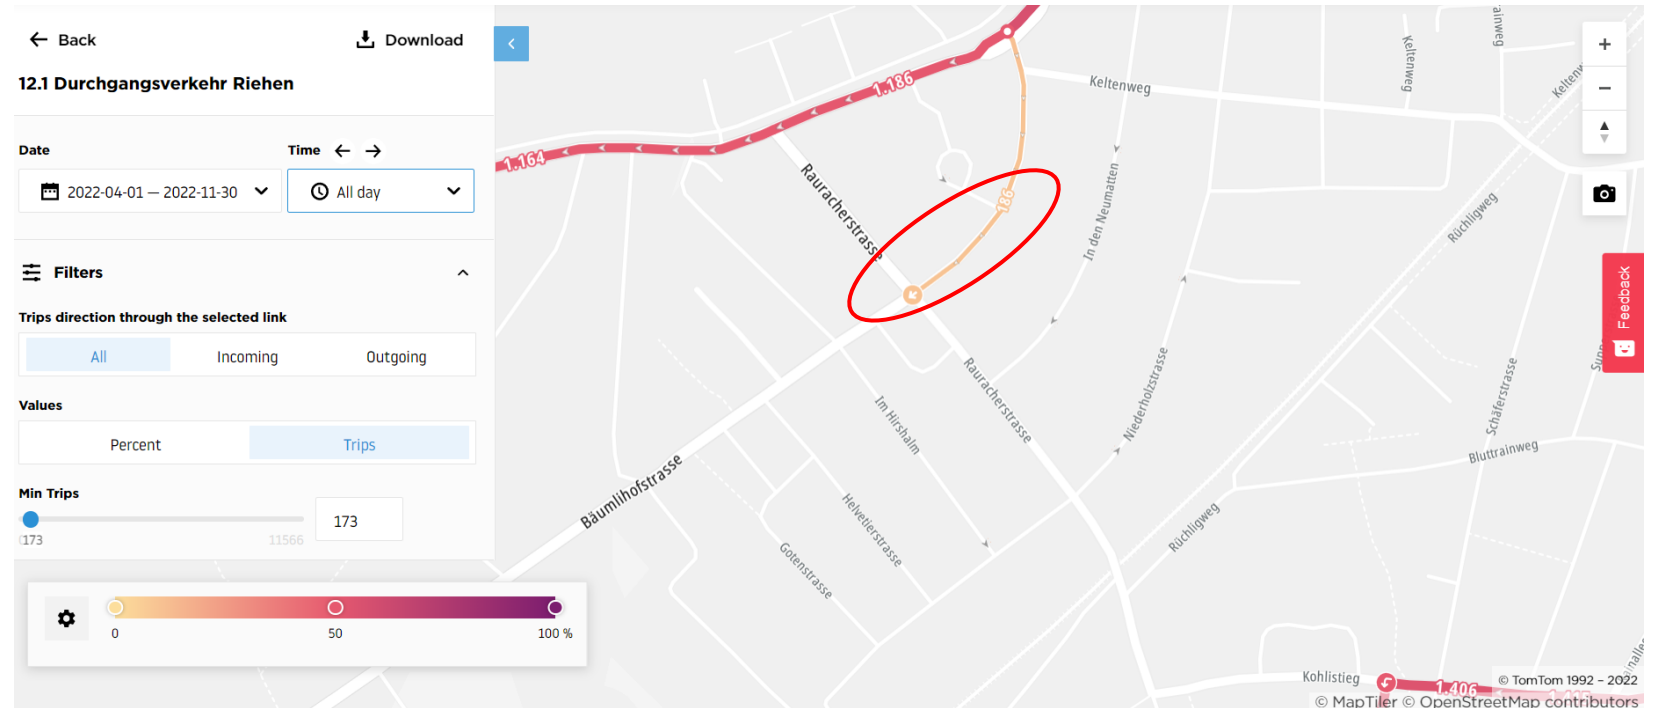 Back
Download
12.1 Durchgangsverkehr Riehen
Date
Time
2022-04-01 — 2022-11-30
All day
Filters
Trips direction through the selected link
All
Incoming
Outgoing
Values
Percent
Trips
Min Trips
173
173
11566
0
50
100 %
1.186
1.164
186
Keltenweg
Keltenweg
Rauracherstrasse
In den Neumatten
Rüchligweg
Rauracherstrasse
Niederholzstrasse
Im Hirshalm
Schäferstrasse
Bluttrainweg
Bäumlihofstrasse
Helvetierstrasse
Gotenstrasse
Rüchligweg
Kohlistieg
1.406
Feedback
© TomTom 1992 – 2022
© MapTiler © OpenStreetMap contributors